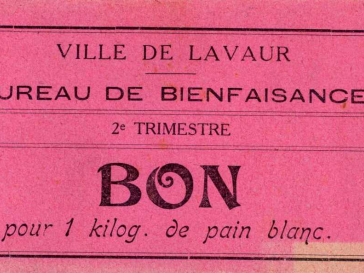 VILLE DE LAVAUR
UREAU DE BIENFAISANCE
2e TRIMESTRE
BON
pour 1 kilog. de pain blanc.